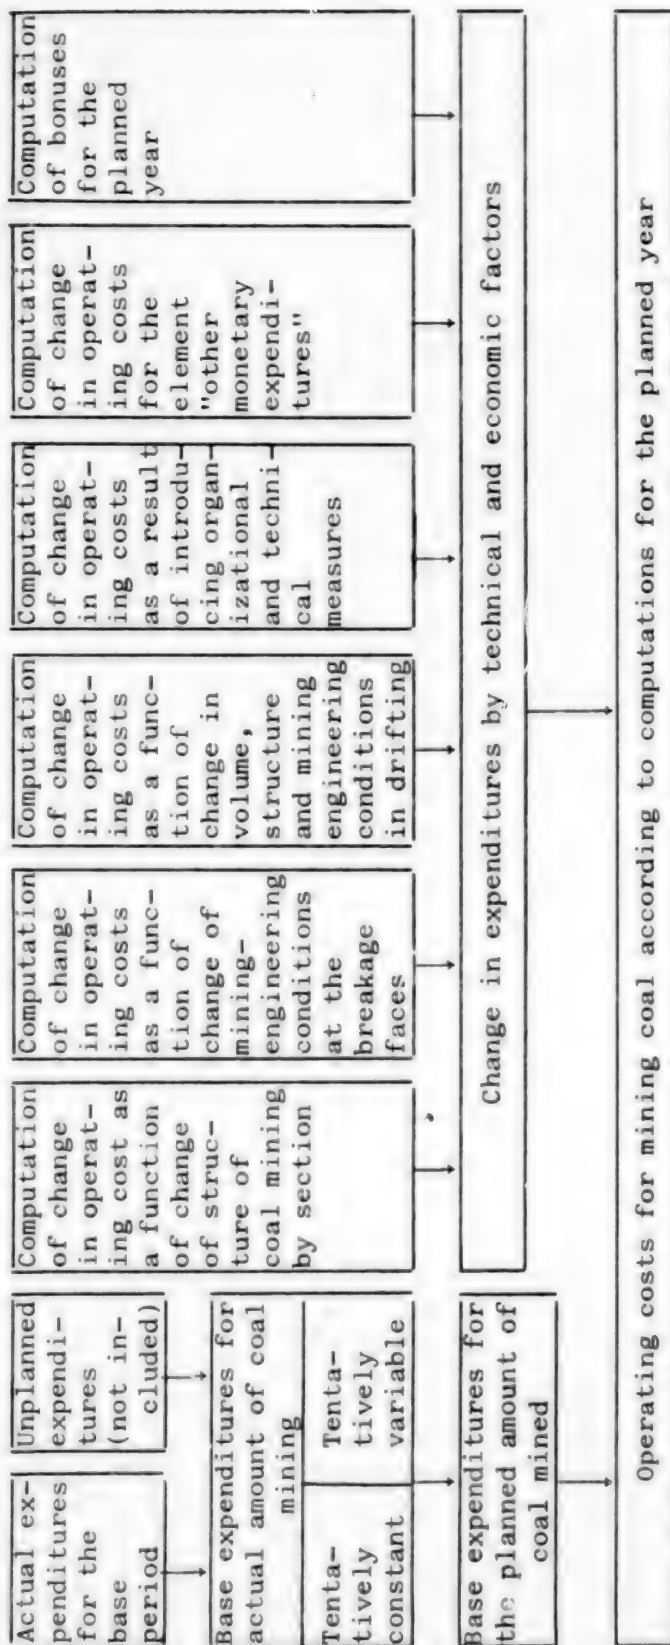 Actual ex-
penditures
for the
base
period
Unplanned
expendi-
tures
(not in-
cluded)
Base expenditures for
actual amount of coal
mining
Tenta-
tively
constant
Tenta-
tively
variable
Base expenditures for
the planned amount of
coal mined
Computation
of change
in operat-
ing cost as
a function
of change
of struc-
ture of
coal mining
by section
Computation
of change
in operat-
ing costs
as a func-
tion of
change of
mining-
engineering
conditions
at the
breakage
faces
Computation
of change
in operat-
ing costs
as a func-
tion of
change in
volume,
structure
and mining
engineering
conditions
in drifting
Computation
of change
in operat-
ing costs
as a result
of introdu-
cing organ-
izational
and techni-
cal
measures
Computation
of change
in operat-
ing costs
for the
element
"other
monetary
expendi-
tures"
Computation
of bonuses
for the
planned
year
Change in expenditures by technical and economic factors
Operating costs for mining coal according to computations for the planned year